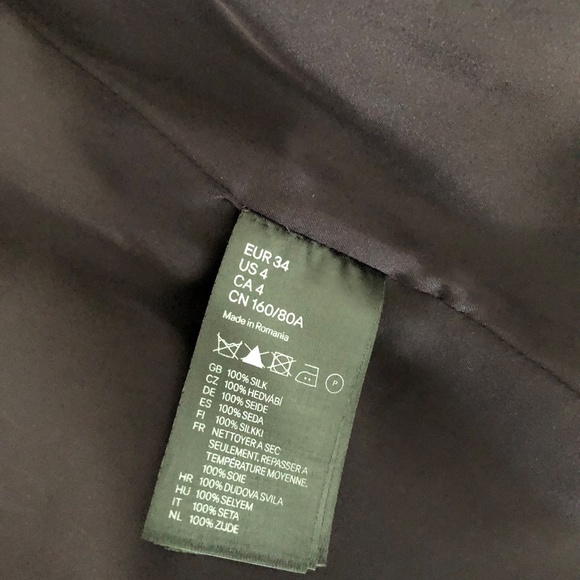 EUR 34
US 4
CA 4
CN 160/80A
Made in Romania
P
GB 100% SILK
CZ 100% HEDVÁBÍ
DE 100% SEIDE
ES 100% SEDA
FI 100% SILKKI
FR NETTOYER A SEC
SEULEMENT, REPASSER A
TEMPÉRATURE MOYENNE.
100% SOIE
HR 100% DUDOVA SVILA
HU 100% SELYEM
IT 100% SETA
NL 100% ZIJDE